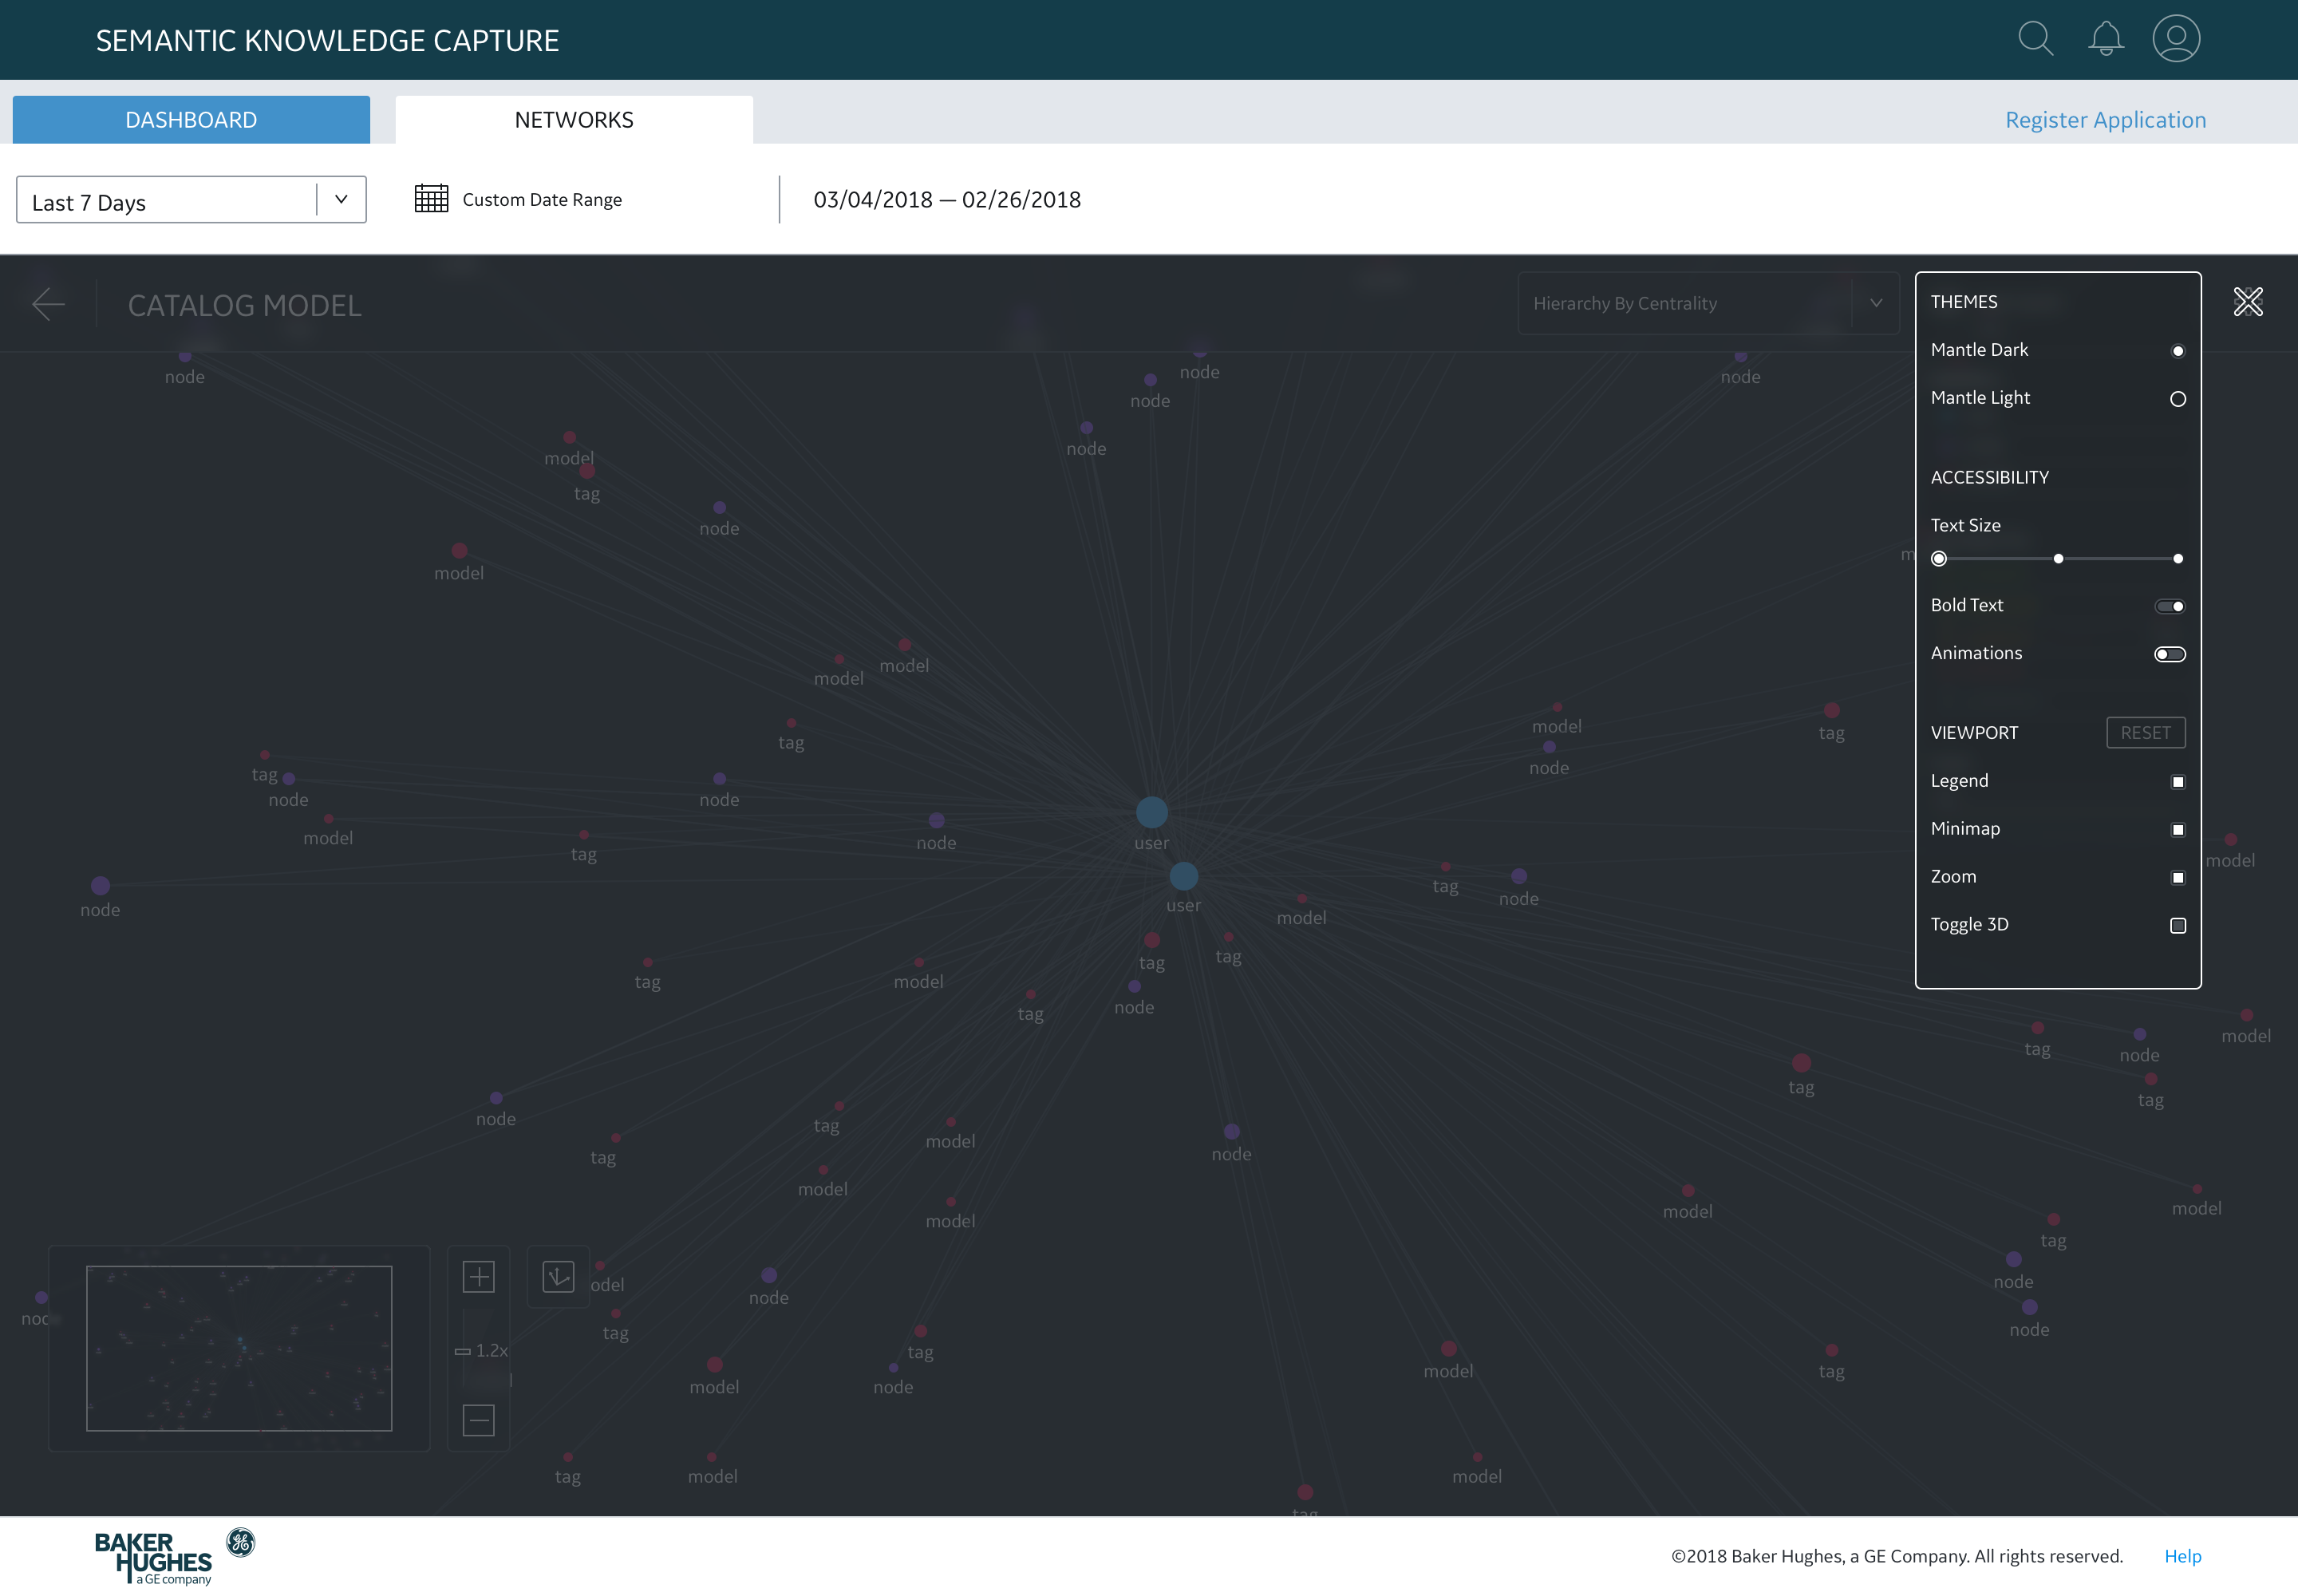 SEMANTIC KNOWLEDGE CAPTURE
DASHBOARD
NETWORKS
Register Application
Last 7 Days
Custom Date Range
03/04/2018 — 02/26/2018
CATALOG MODEL
Hierarchy By Centrality
THEMES
Mantle Dark
Mantle Light
ACCESSIBILITY
Text Size
Bold Text
Animations
VIEWPORT
RESET
Legend
Minimap
Zoom
Toggle 3D
node
node
node
node
node
model
tag
node
model
model
model
tag
model
node
tag
tag
node
model
node
tag
node
user
user
node
tag
node
model
model
tag
model
tag
tag
tag
node
model
tag
node
tag
tag
node
tag
tag
model
model
model
node
model
tag
model
node
node
node
tag
tag
node
model
model
tag
1.2x
tag
model
model
BAKER
HUGHES
a GE company
©2018 Baker Hughes, a GE Company. All rights reserved.
Help